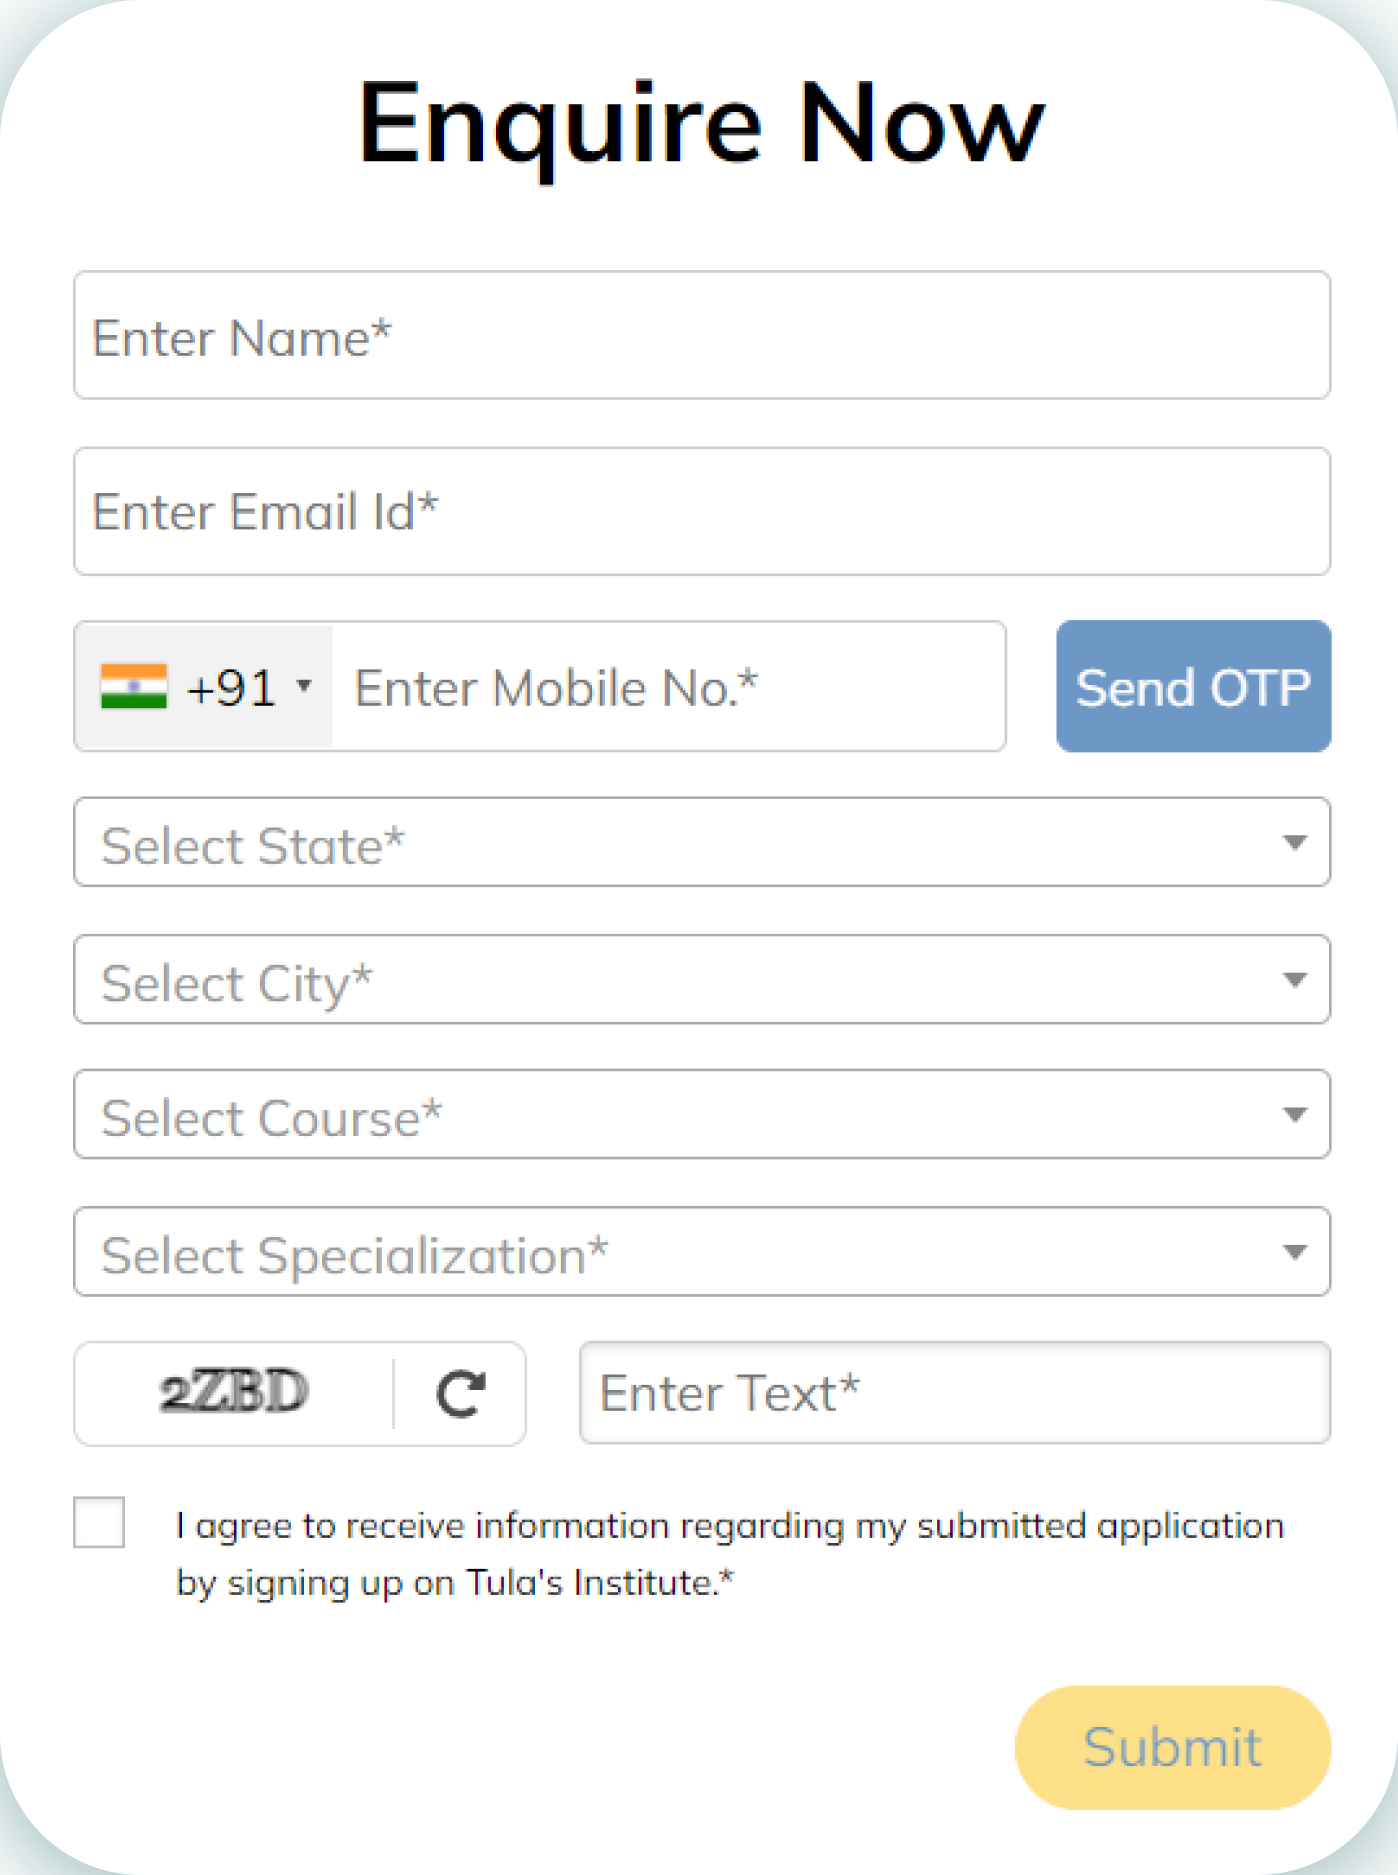 Enquire Now
Enter Name*
Enter Email Id*
+91 Enter Mobile No.* Send OTP
Select State*
Select City*
Select Course*
Select Specialization*
2ZBD Enter Text*
I agree to receive information regarding my submitted application
by signing up on Tula's Institute.*
Submit